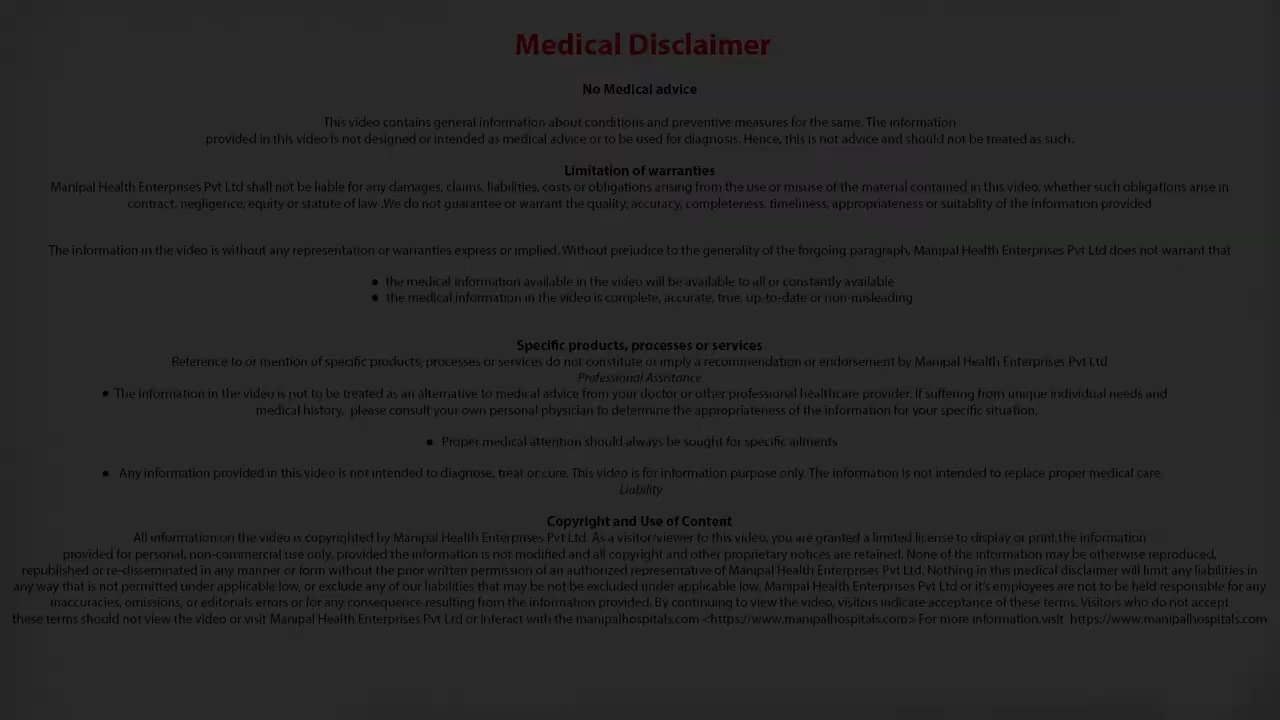 Medical Disclaimer
No Medical advice
This video contains general information about conditions and preventive measures for the same. The information
provided in this video is not designed or intended as medical advice or to be used for diagnosis. Hence, this is not advice and should not be treated as such.
Limitation of warranties
Manipal Health Enterprises Pvt Ltd shall not be liable for any damages, claims, liabilities, costs or obligations arising from the use or misuse of the material contained in this video, whether such obligations arise in
contract, negligence, equity or statute of law .We do not guarantee or warrant the quality, accuracy, completeness, timeliness, appropriateness or suitablity of the information provided
The information in the video is without any representation or warranties express or implied. Without prejudice to the generality of the forgoing paragraph, Manipal Health Enterprises Pvt Ltd does not warrant that
● the medical information available in the video will be available to all or constantly available
● the medical information in the video is complete, accurate, true, up-to-date or non-misleading
Specific products, processes or services
Reference to or mention of specific products, processes or services do not constitute or imply a recommendation or endorsement by Manipal Health Enterprises Pvt Ltd
Professional Assistance
● The information in the video is not to be treated as an alternative to medical advice from your doctor or other professional healthcare provider. If suffering from unique individual needs and
medical history, please consult your own personal physician to determine the appropriateness of the information for your specific situation.
● Proper medical attention should always be sought for specific ailments
● Any information provided in this video is not intended to diagnose, treat or cure. This video is for information purpose only. The information is not intended to replace proper medical care
Liability
Copyright and Use of Content
All information on the video is copyrighted by Manipal Health Enterprises Pvt Ltd. As a visitor/viewer to this video, you are granted a limited license to display or print the information
provided for personal, non-commercial use only, provided the information is not modified and all copyright and other proprietary notices are retained. None of the information may be otherwise reproduced,
republished or re-disseminated in any manner or form without the prior written permission of an authorized representative of Manipal Health Enterprises Pvt Ltd. Nothing in this medical disclaimer will limit any liabilities in
any way that is not permitted under applicable low, or exclude any of our liabilities that may be not be excluded under applicable low. Manipal Health Enterprises Pvt Ltd or it's employees are not to be held responsible for any
inaccuracies, omissions, or editorials errors or for any consequence resulting from the information provided. By continuing to view the video, visitors indicate acceptance of these terms. Visitors who do not accept
these terms should not view the video or visit Manipal Health Enterprises Pvt Ltd or Interact with the manipalhospitals.com <https://www.manipalhospitals.com> For more information visit https://www.manipalhospitals.com